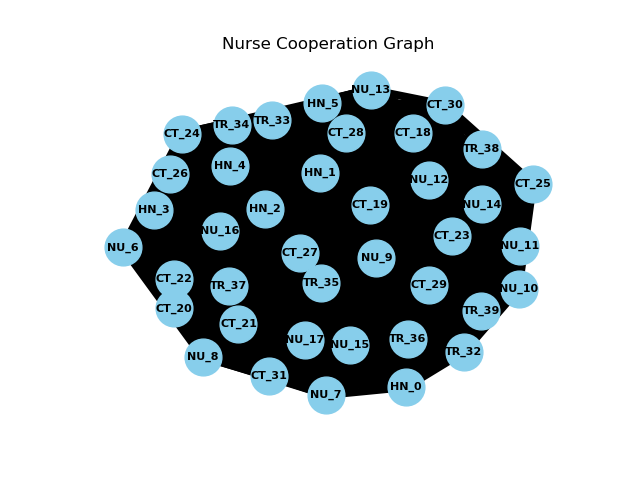 Nurse Cooperation Graph
NU_13
HN_5
CT_30
TR_33
TR_34
CT_24
CT_28
CT_18
TR_38
HN_4
CT_26
HN_1
NU_12
CT_25
HN_3
HN_2
CT_19
NU_14
NU_16
CT_23
NU_6
NU_11
CT_27
NU_9
CT_22
TR_37
TR_35
CT_29
NU_10
CT_20
CT_21
TR_39
NU_17
NU_15
TR_36
TR_32
NU_8
CT_31
NU_7
HN_0